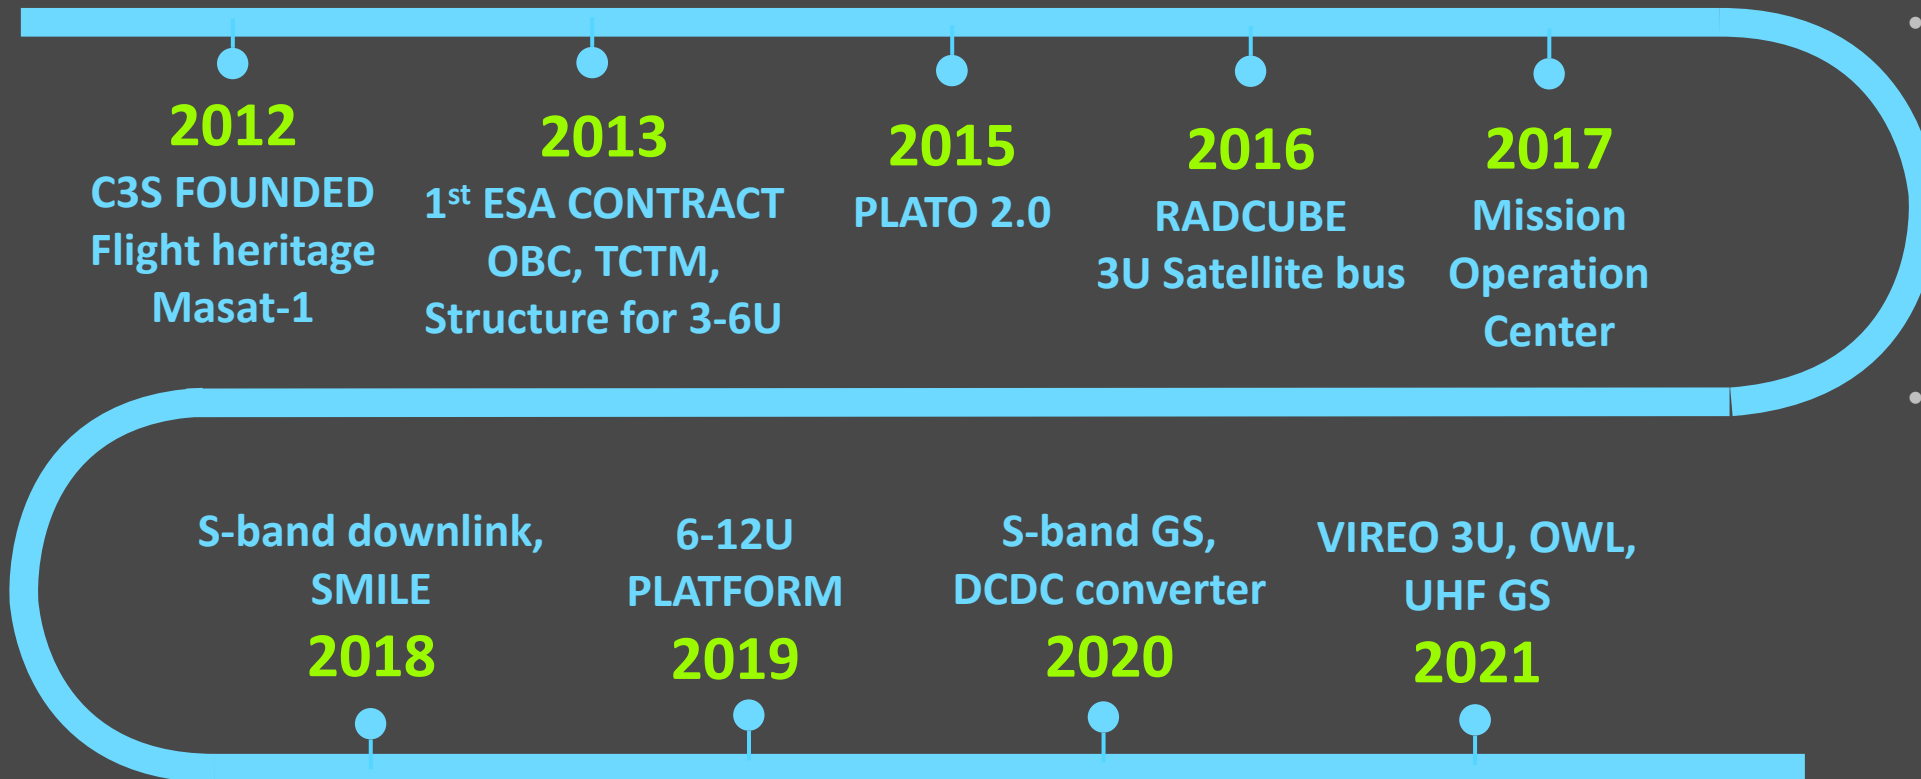 2012
C3S FOUNDED
Flight heritage
Masat-1
2013
1st ESA CONTRACT
OBC, TCTM,
Structure for 3-6U
2015
PLATO 2.0
2016
RADCUBE
3U Satellite bus
2017
Mission
Operation
Center
S-band downlink,
SMILE
2018
6-12U
PLATFORM
2019
S-band GS,
DCDC converter
2020
VIREO 3U, OWL,
UHF GS
2021